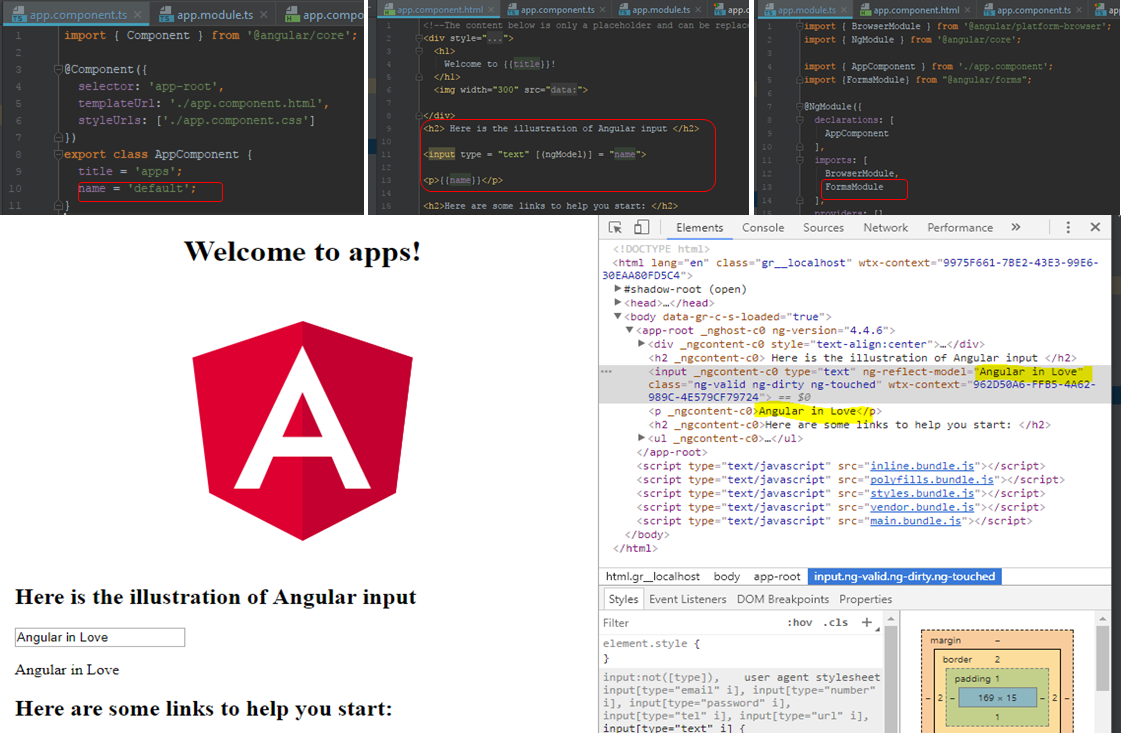 app.component.ts ×
app.module.ts ×
app.compo
1 import { Component } from '@angular/core';
2
3 @Component({
4 selector: 'app-root',
5 templateUrl: './app.component.html',
6 styleUrls: ['./app.component.css']
7 })
8 export class AppComponent {
9 title = 'apps';
10 name = 'default';
11 }
app.component.html ×
app.component.ts ×
app.module.ts ×
app
1 <!--The content below is only a placeholder and can be replace
2 <div style="...">
3 <h1>
4 Welcome to {{title}}!
5 </h1>
6 <img width="300" src="data:">
7
8 </div>
9 <h2> Here is the illustration of Angular input </h2>
10
11 <input type = "text" [(ngModel)] = "name">
12
13 <p>{{name}}</p>
14
15 <h2>Here are some links to help you start: </h2>
app.module.ts ×
app.component.html ×
app.component.ts ×
app
1 import { BrowserModule } from '@angular/platform-browser';
2 import { NgModule } from '@angular/core';
3
4 import { AppComponent } from './app.component';
5 import {FormsModule} from "@angular/forms";
6
7 @NgModule({
8 declarations: [
9 AppComponent
10 ],
11 imports: [
12 BrowserModule,
13 FormsModule
14 ],
15 providers: []
Welcome to apps!
A
Here is the illustration of Angular input
Angular in Love
Angular in Love
Here are some links to help you start:
Elements Console Sources Network Performance »
<!DOCTYPE html>
<html lang="en" class="gr__localhost" wtx-context="9975F661-7BE2-43E3-99E6-
30EAA80FD5C4">
#shadow-root (open)
<head>…</head>
<body data-gr-c-s-loaded="true">
<app-root _nghost-c0 ng-version="4.4.6">
<div _ngcontent-c0 style="text-align:center">…</div>
<h2 _ngcontent-c0> Here is the illustration of Angular input </h2>
<input _ngcontent-c0 type="text" ng-reflect-model="Angular in Love"
class="ng-valid ng-dirty ng-touched" wtx-context="962D50A6-FFB5-4A62-
989C-4E579CF79724"> == $0
<p _ngcontent-c0>Angular in Love</p>
<h2 _ngcontent-c0>Here are some links to help you start: </h2>
<ul _ngcontent-c0>…</ul>
</app-root>
<script type="text/javascript" src="inline.bundle.js"></script>
<script type="text/javascript" src="polyfills.bundle.js"></script>
<script type="text/javascript" src="styles.bundle.js"></script>
<script type="text/javascript" src="vendor.bundle.js"></script>
<script type="text/javascript" src="main.bundle.js"></script>
</body>
</html>
html.gr__localhost body app-root input.ng-valid.ng-dirty.ng-touched
Styles Event Listeners DOM Breakpoints Properties
Filter :hov .cls +
element.style {
}
input:not([type]), user agent stylesheet
input[type="email" i], input[type="number"
i], input[type="password" i],
input[type="tel" i], input[type="url" i],
input[type="text" i] {
margin -
border 2
padding 1
- 2 - 169 × 15 - 2 -
1